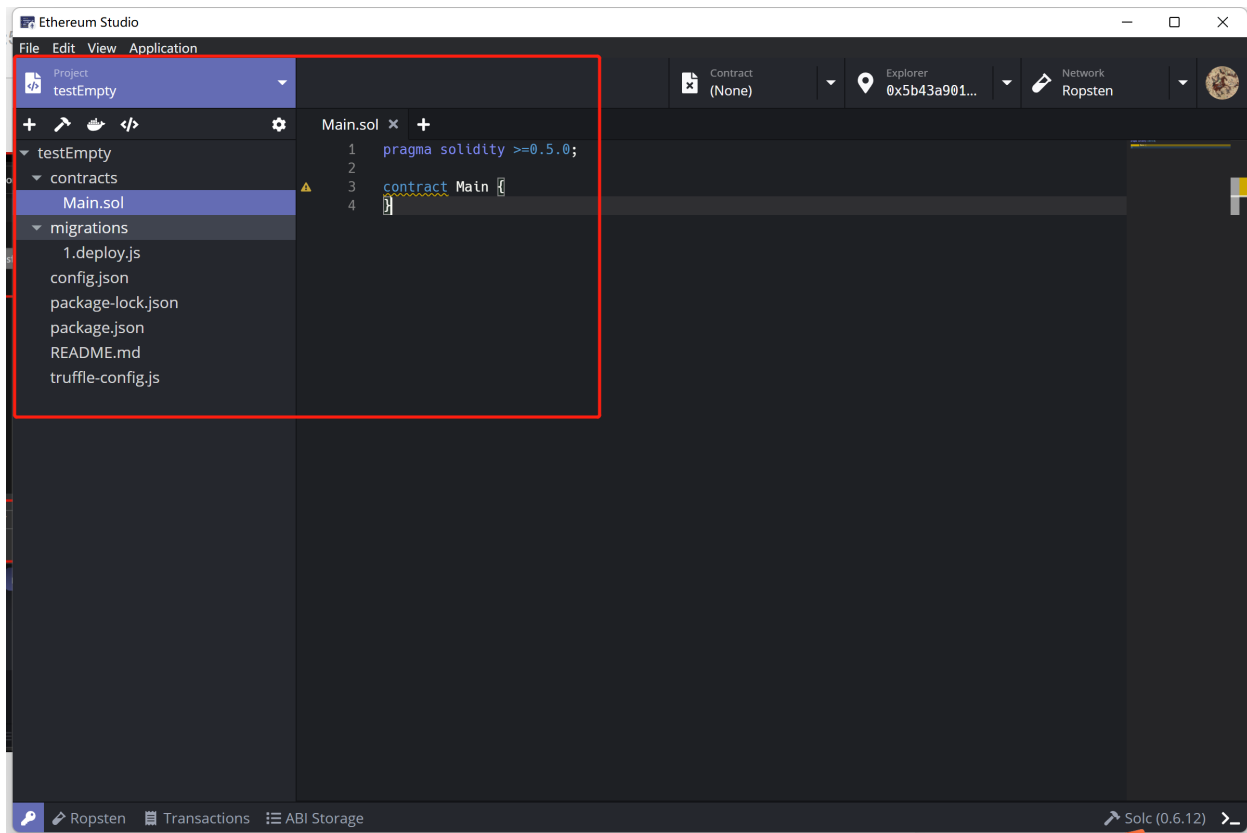 Ethereum Studio
File Edit View Application
Project
testEmpty
Contract
(None)
Explorer
0x5b43a901...
Network
Ropsten
Main.sol
testEmpty
contracts
Main.sol
migrations
1.deploy.js
config.json
package-lock.json
package.json
README.md
truffle-config.js
1 pragma solidity >=0.5.0;
2
3 contract Main {
4 }
Ropsten Transactions ABI Storage Solc (0.6.12)